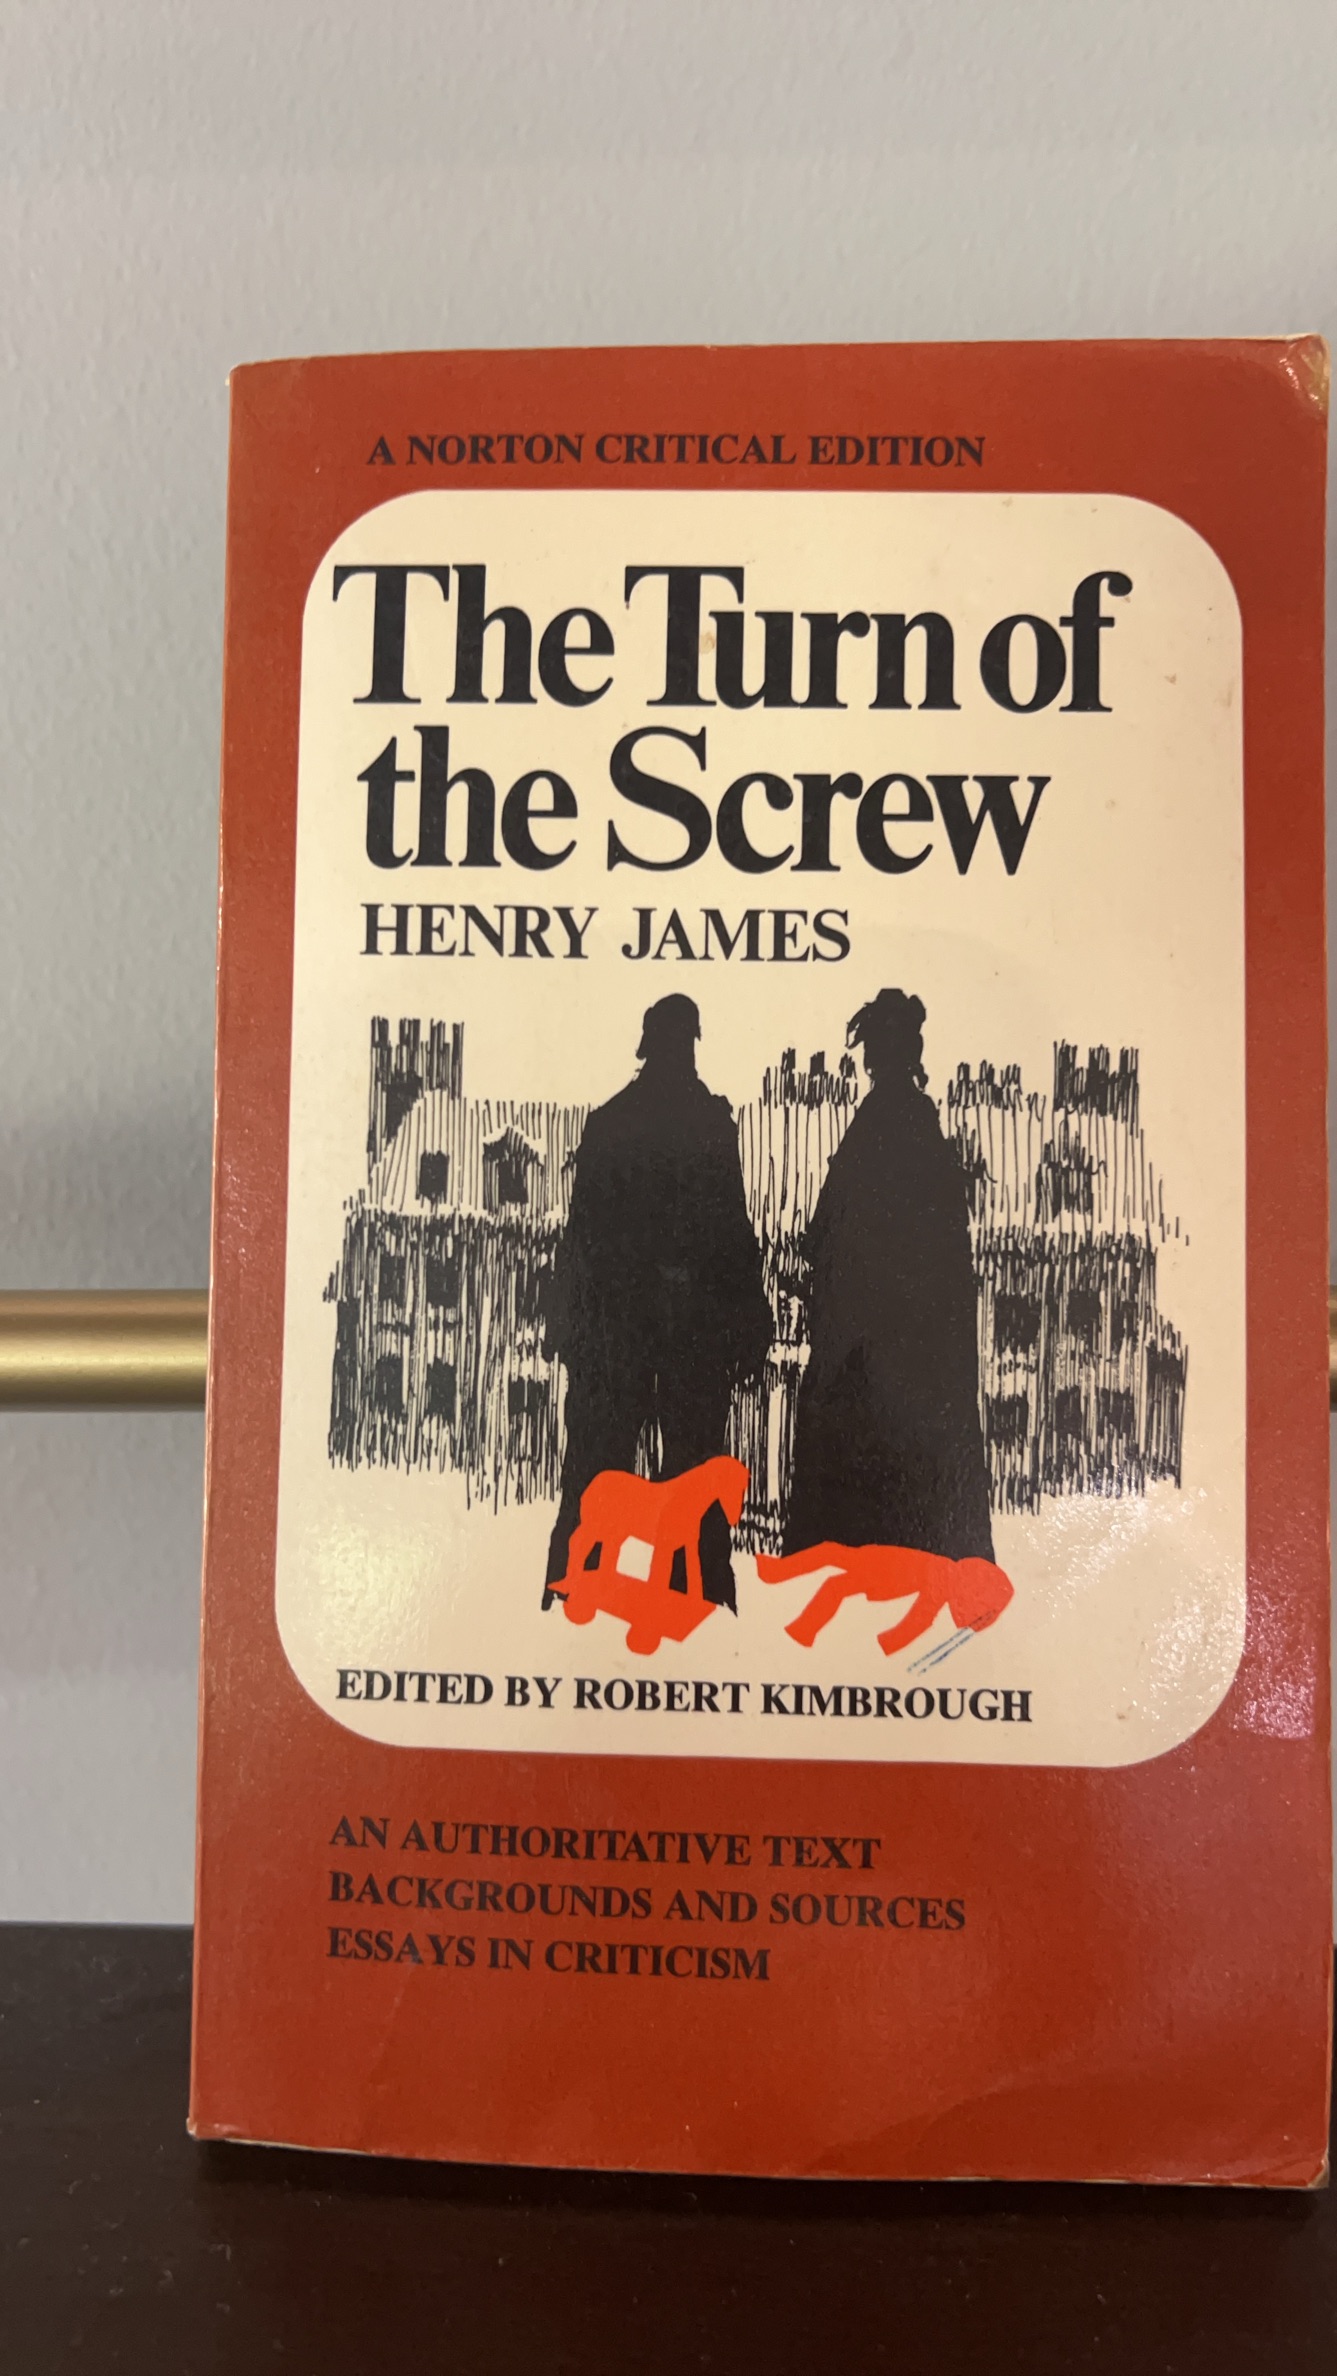 A NORTON CRITICAL EDITION
The Turn of
the Screw
HENRY JAMES
EDITED BY ROBERT KIMBROUGH
AN AUTHORITATIVE TEXT
BACKGROUNDS AND SOURCES
ESSAYS IN CRITICISM